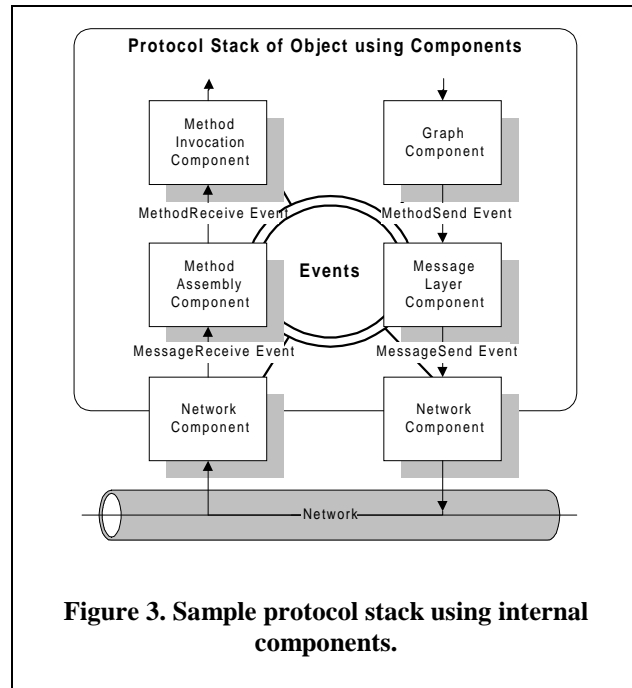 Protocol Stack of Object using Components
Method
Invocation
Component
Graph
Component
MethodReceive Event
MethodSend Event
Method
Assembly
Component
Events
Message
Layer
Component
MessageReceive Event
MessageSend Event
Network
Component
Network
Component
Network
Figure 3. Sample protocol stack using internal
components.